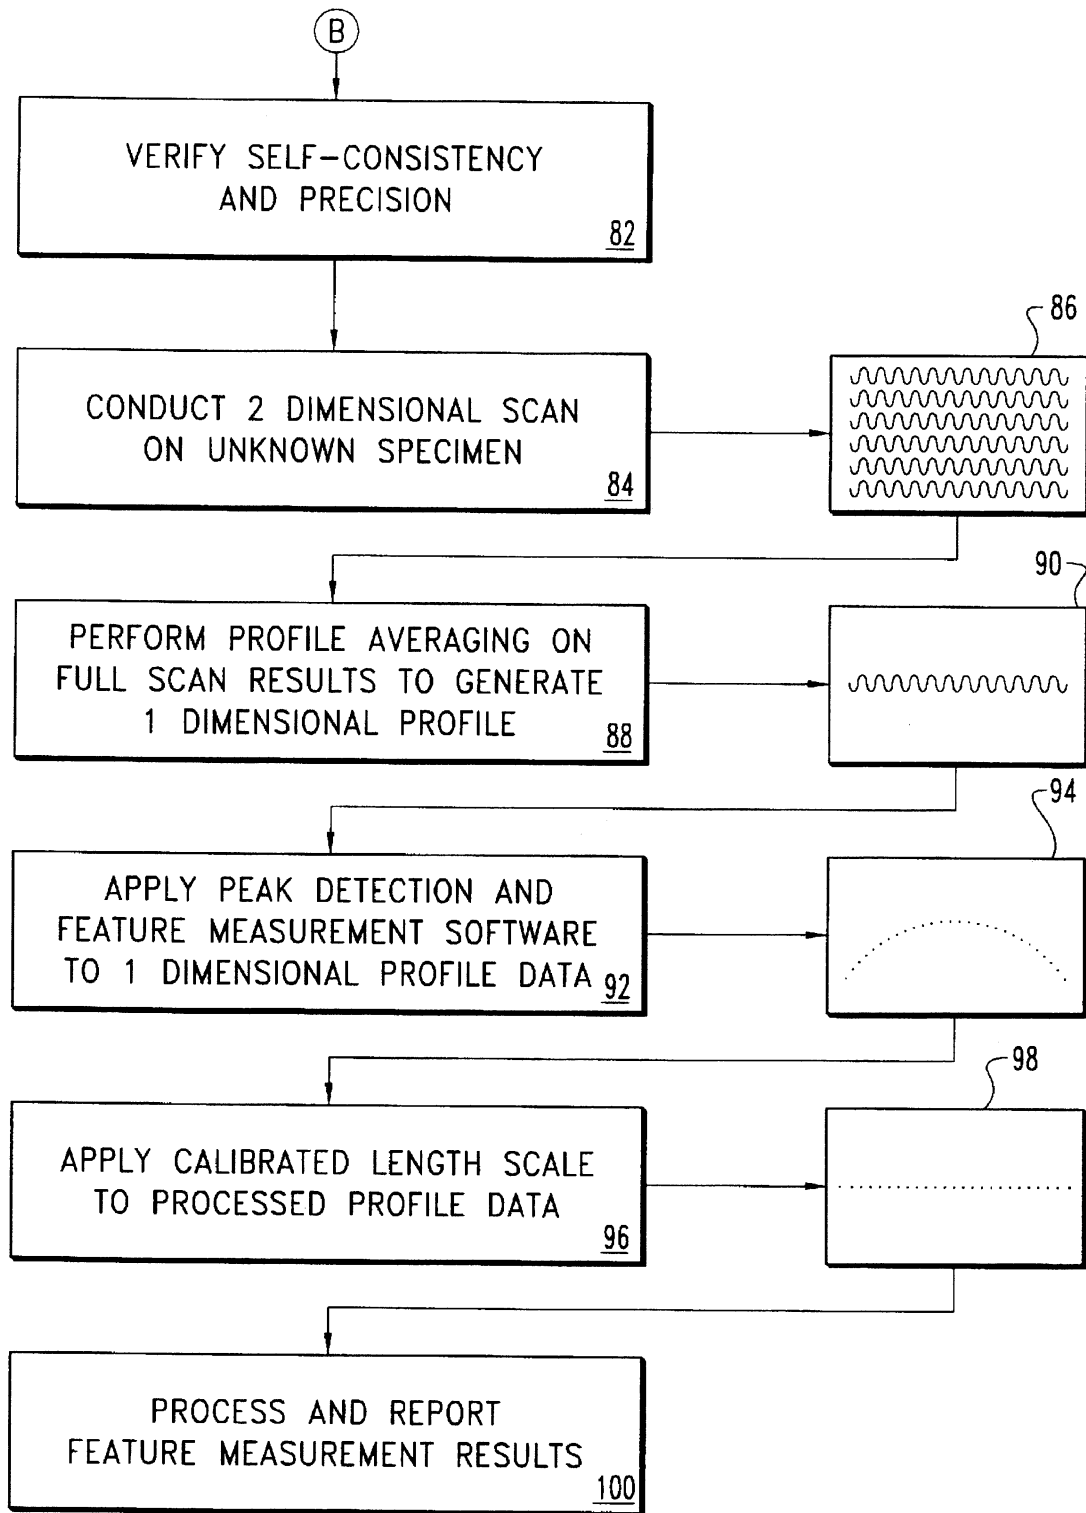 B
VERIFY SELF-CONSISTENCY
AND PRECISION
82
86
CONDUCT 2 DIMENSIONAL SCAN
ON UNKNOWN SPECIMEN
84
90
PERFORM PROFILE AVERAGING ON
FULL SCAN RESULTS TO GENERATE
1 DIMENSIONAL PROFILE
88
94
APPLY PEAK DETECTION AND
FEATURE MEASUREMENT SOFTWARE
TO 1 DIMENSIONAL PROFILE DATA
92
98
APPLY CALIBRATED LENGTH SCALE
TO PROCESSED PROFILE DATA
96
PROCESS AND REPORT
FEATURE MEASUREMENT RESULTS
100